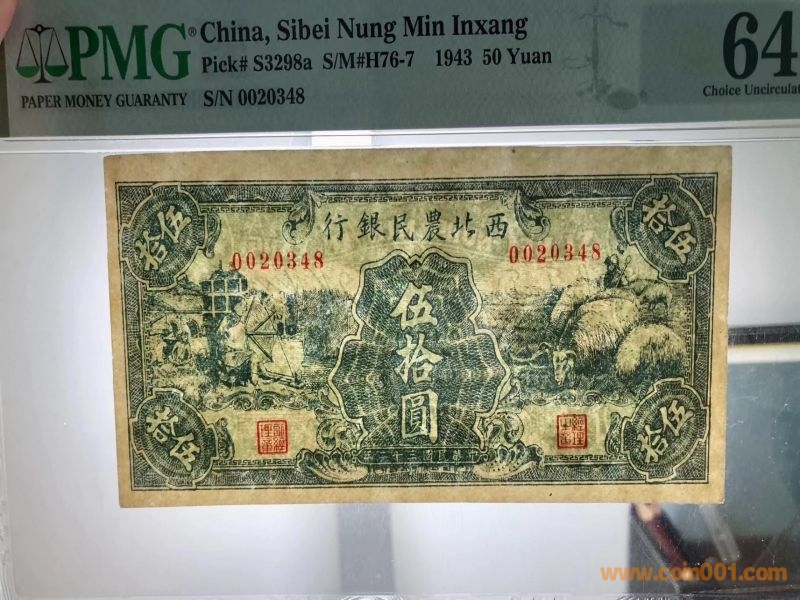 PMG® China, Sibei Nung Min Inxang
Pick# S3298a S/M#H76-7 1943 50 Yuan
PAPER MONEY GUARANTY S/N 0020348
64
Choice Uncirculat
行銀民農北西
0020348 0020348
伍拾
拾伍
伍拾圓
拾伍
伍拾
www.coin001.com